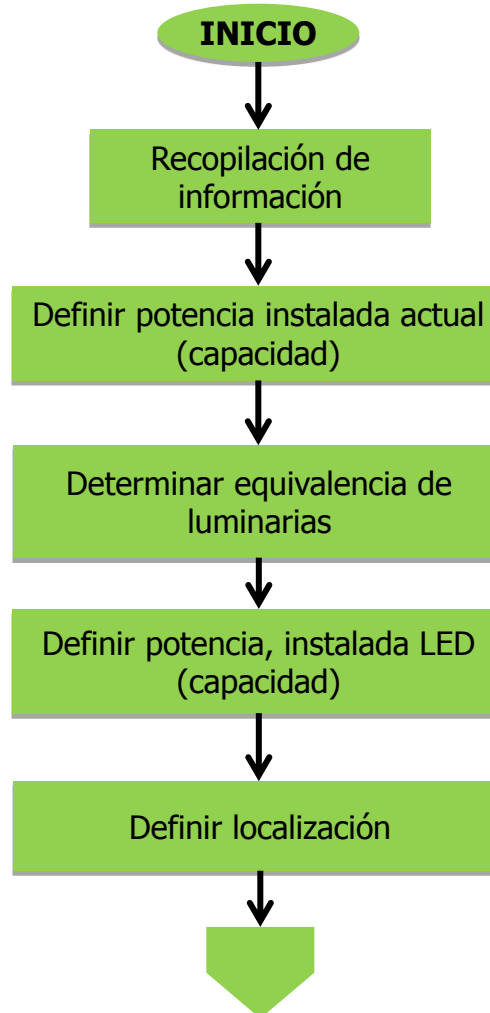 INICIO
Recopilación de
información
Definir potencia instalada actual
(capacidad)
Determinar equivalencia de
luminarias
Definir potencia, instalada LED
(capacidad)
Definir localización